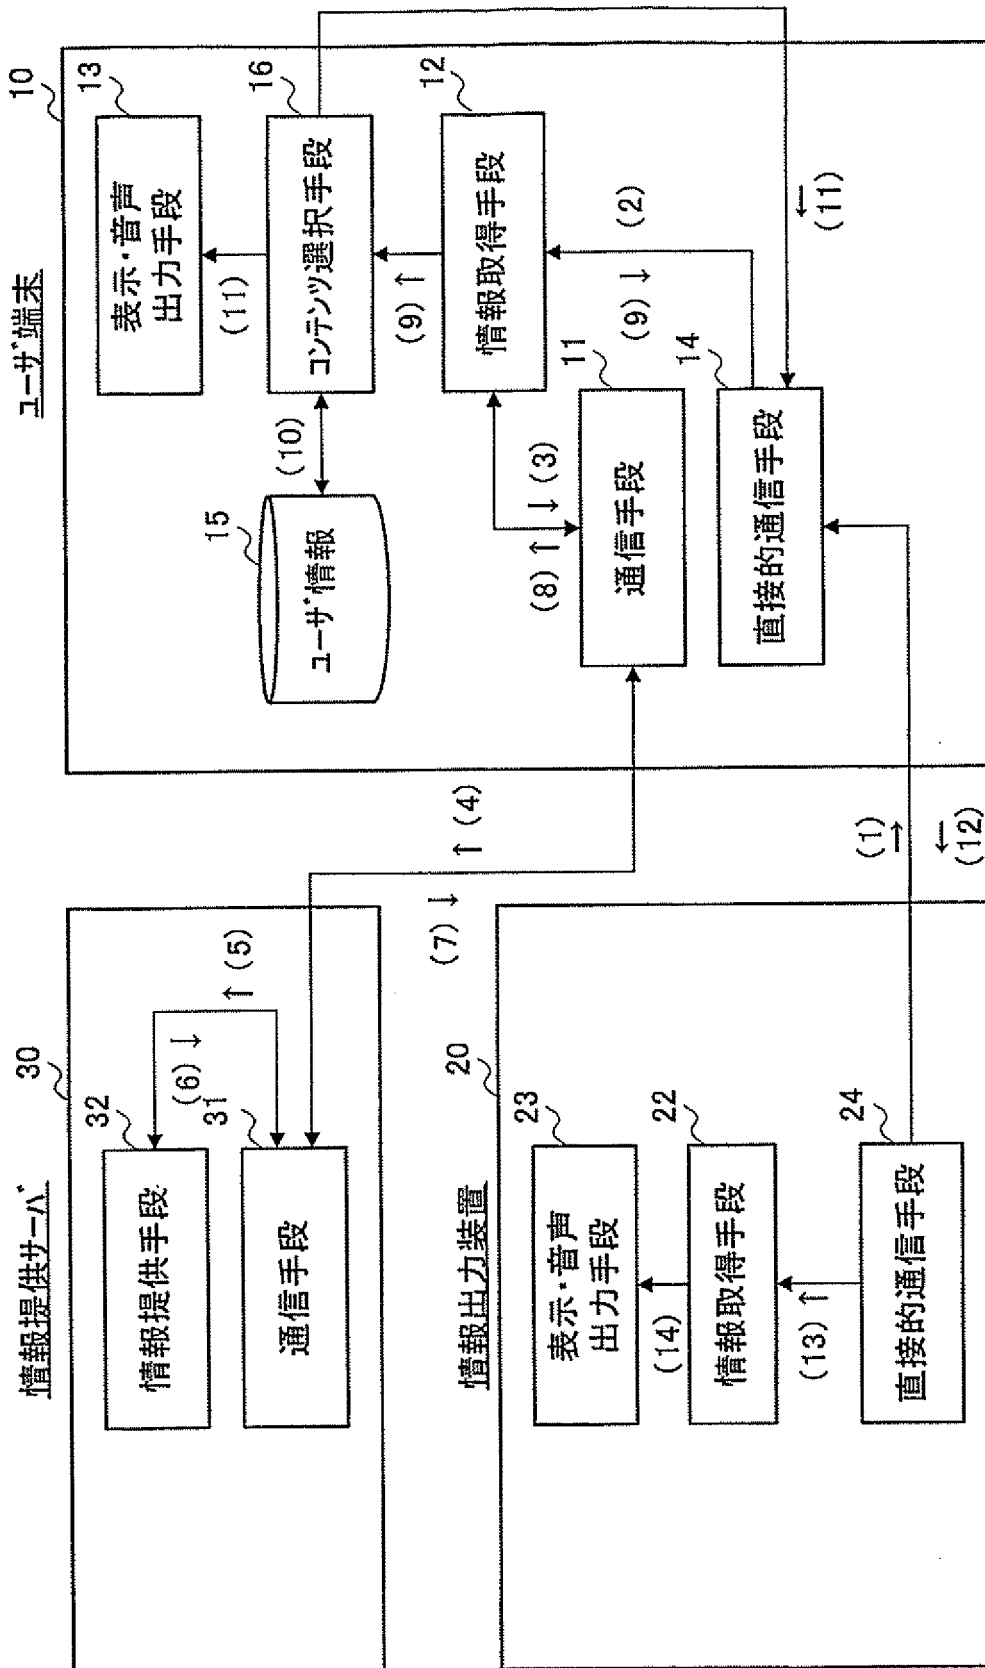 情報提供サーバ
30
32
情報提供手段
(6) ↓
↑ (5)
31
通信手段
(7) ↓
↑ (4)
情報出力装置
20
23
表示・音声
出力手段
(14)
22
情報取得手段
(13) ↑
24
直接的通信手段
(1)
→
←
(12)
ユーザ端末
10
13
表示・音声
出力手段
(11)
15
ユーザ情報
(10)
16
コンテンツ選択手段
(9) ↑
12
情報取得手段
(8) ↑
↓ (3)
(9) ↓
(2)
11
通信手段
14
直接的通信手段
←
(11)